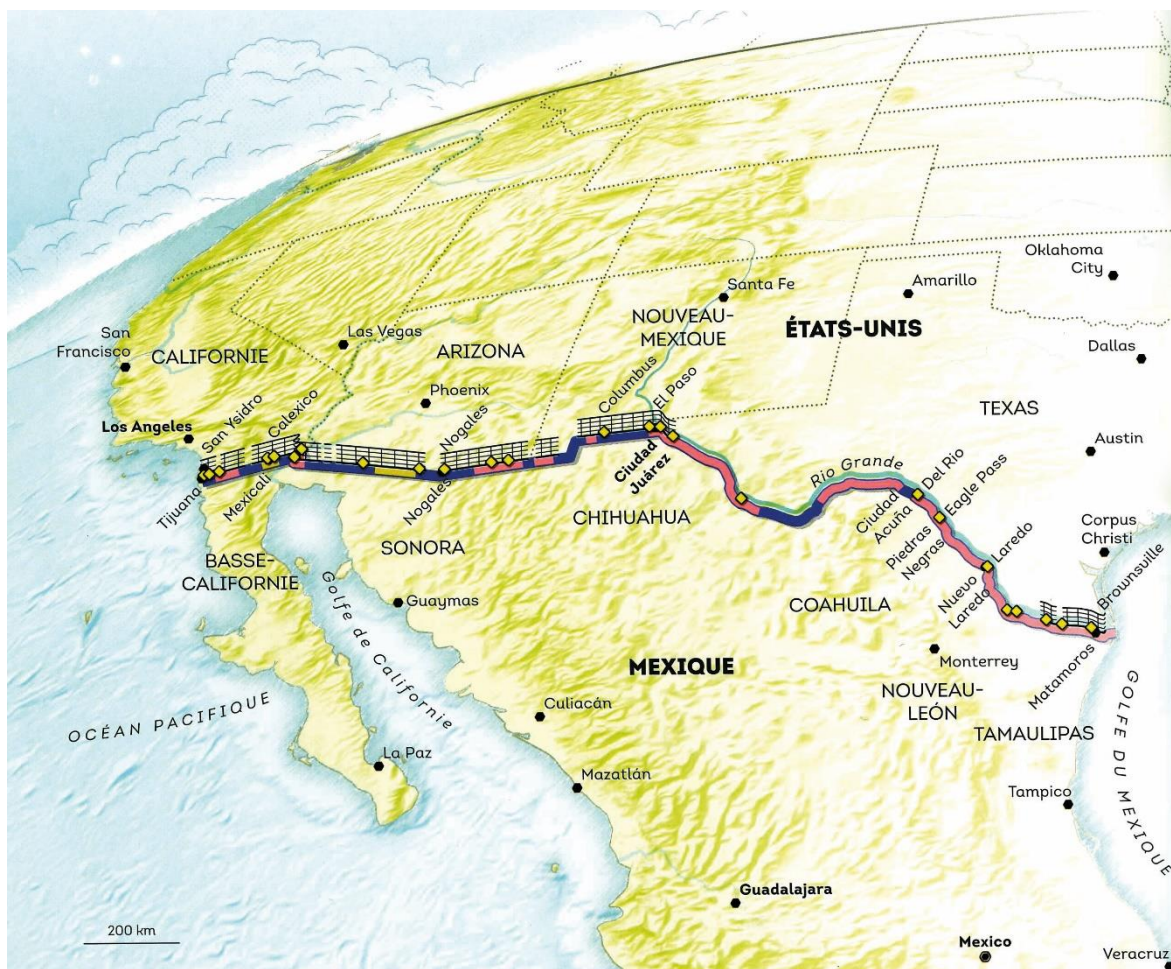 Oklahoma
City
Santa Fe
Amarillo
NOUVEAU-
MEXIQUE
ÉTATS-UNIS
San
Francisco
CALIFORNIE
Las Vegas
ARIZONA
Dallas
Phoenix
Columbus
El Paso
TEXAS
Los Angeles
San Ysidro
Calexico
Nogales
Austin
Tijuana
Mexicali
Nogales
Ciudad
Juárez
Rio Grande
Ciudad
Acuña
Del Rio
Eagle Pass
CHIHUAHUA
Piedras
Negras
SONORA
Laredo
Corpus
Christi
BASSE-
CALIFORNIE
Golfe de Californie
Guaymas
COAHUILA
Nuevo
Laredo
Brownsville
MEXIQUE
Monterrey
Matamoros
NOUVEAU-
LEÓN
OCÉAN PACIFIQUE
Culiacán
TAMAULIPAS
GOLFE DU MEXIQUE
La Paz
Mazatlán
Tampico
Guadalajara
200 km
Mexico
Veracruz